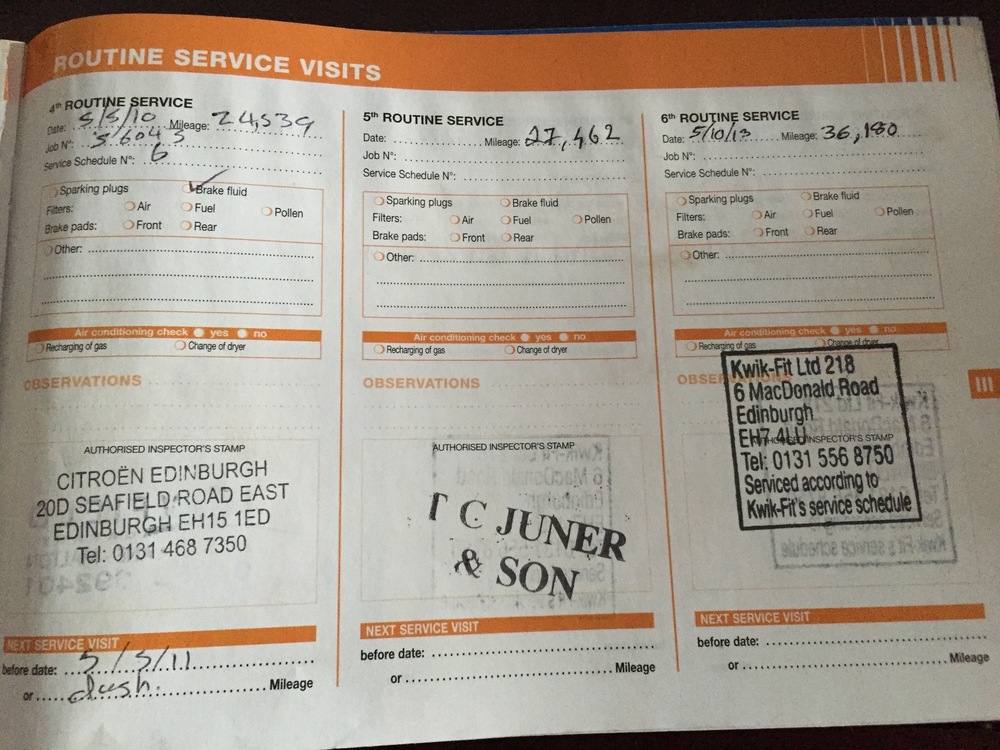 ROUTINE SERVICE VISITS
4th ROUTINE SERVICE
Date: 5/5/10 Mileage: 24,539
Job N°: 56045
Service Schedule N°: 6
Sparking plugs Brake fluid
Filters: Air Fuel Pollen
Brake pads: Front Rear
Other:
Air conditioning check yes no
Recharging of gas Change of dryer
OBSERVATIONS
AUTHORISED INSPECTOR'S STAMP
CITROËN EDINBURGH
20D SEAFIELD ROAD EAST
EDINBURGH EH15 1ED
Tel: 0131 468 7350
NEXT SERVICE VISIT
before date: 5/5/11
or dash. Mileage
5th ROUTINE SERVICE
Date: Mileage: 27,462
Job N°:
Service Schedule N°:
Sparking plugs Brake fluid
Filters: Air Fuel Pollen
Brake pads: Front Rear
Other:
Air conditioning check yes no
Recharging of gas Change of dryer
OBSERVATIONS
AUTHORISED INSPECTOR'S STAMP
T C JUNER
& SON
NEXT SERVICE VISIT
before date:
or Mileage
6th ROUTINE SERVICE
Date: 5/10/13 Mileage: 36,180
Job N°:
Service Schedule N°:
Sparking plugs Brake fluid
Filters: Air Fuel Pollen
Brake pads: Front Rear
Other:
Air conditioning check yes no
Recharging of gas Change of dryer
OBSERVATIONS
Kwik-Fit Ltd 218
6 MacDonald Road
Edinburgh
EH7 4LU
AUTHORISED INSPECTOR'S STAMP
Tel: 0131 556 8750
Serviced according to
Kwik-Fit's service schedule
NEXT SERVICE VISIT
before date:
or Mileage
III